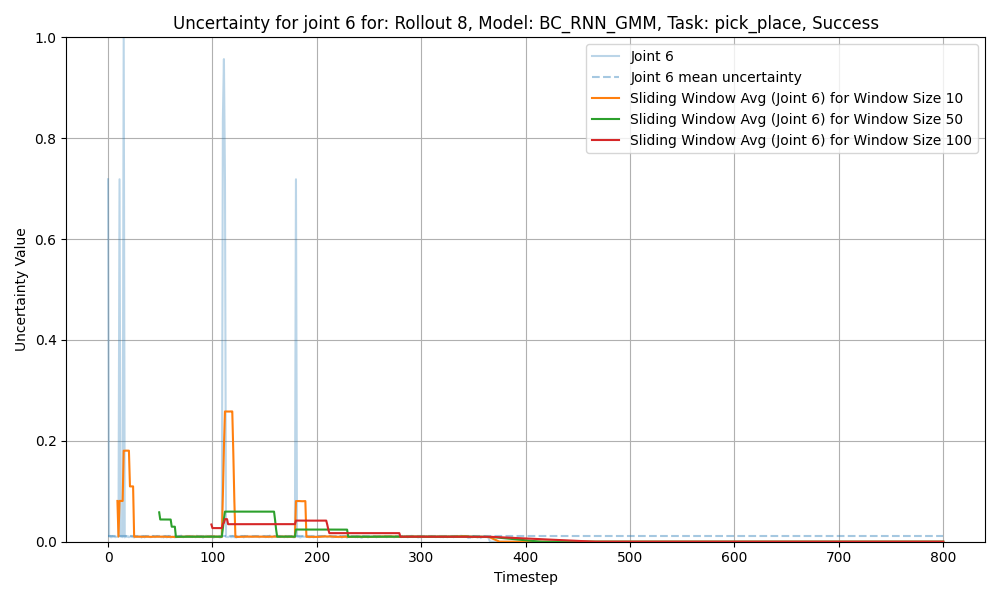 Uncertainty for joint 6 for: Rollout 8, Model: BC_RNN_GMM, Task: pick_place, Success
Joint 6
Joint 6 mean uncertainty
Sliding Window Avg (Joint 6) for Window Size 10
Sliding Window Avg (Joint 6) for Window Size 50
Sliding Window Avg (Joint 6) for Window Size 100
Uncertainty Value
1.0
0.8
0.6
0.4
0.2
0.0
0 100 200 300 400 500 600 700 800
Timestep